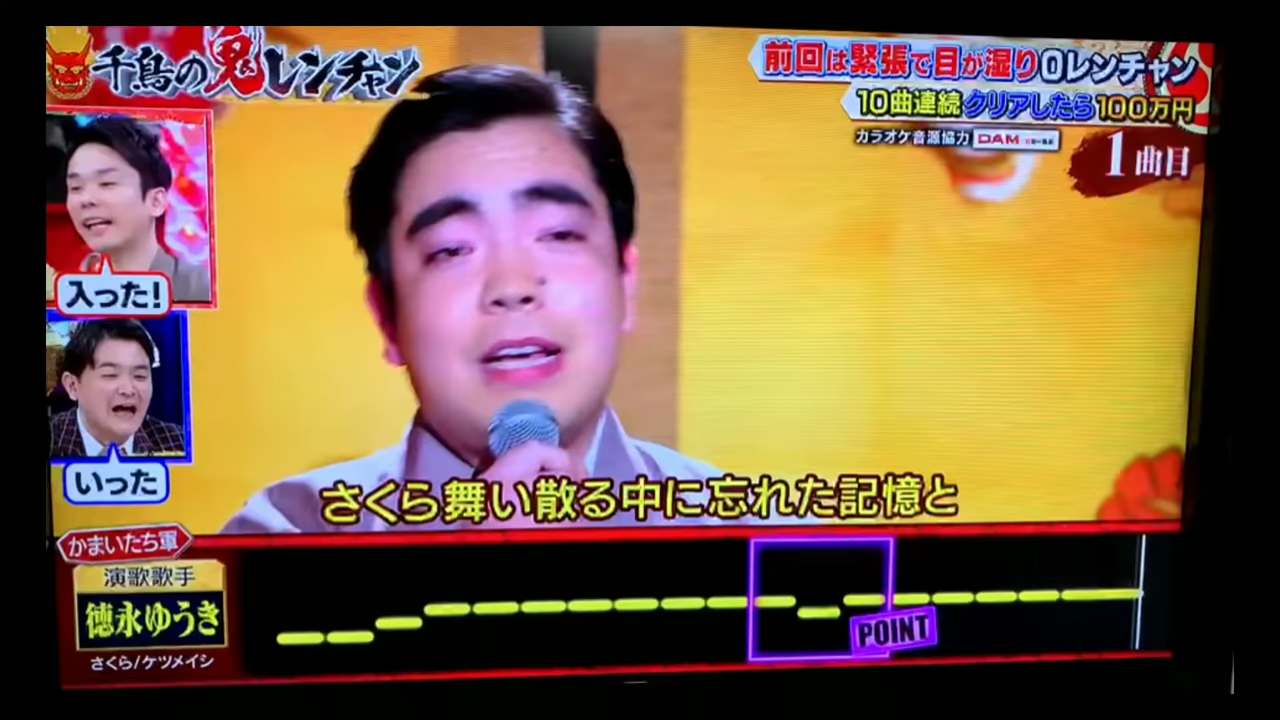 千鳥の鬼レンチャン
前回は緊張で目が湿り0レンチャン
10曲連続クリアしたら100万円
カラオケ音源協力 DAM
1曲目
入った!
いった
さくら舞い散る中に忘れた記憶と
かまいたち軍
演歌歌手
徳永ゆうき
さくら/ケツメイシ
POINT